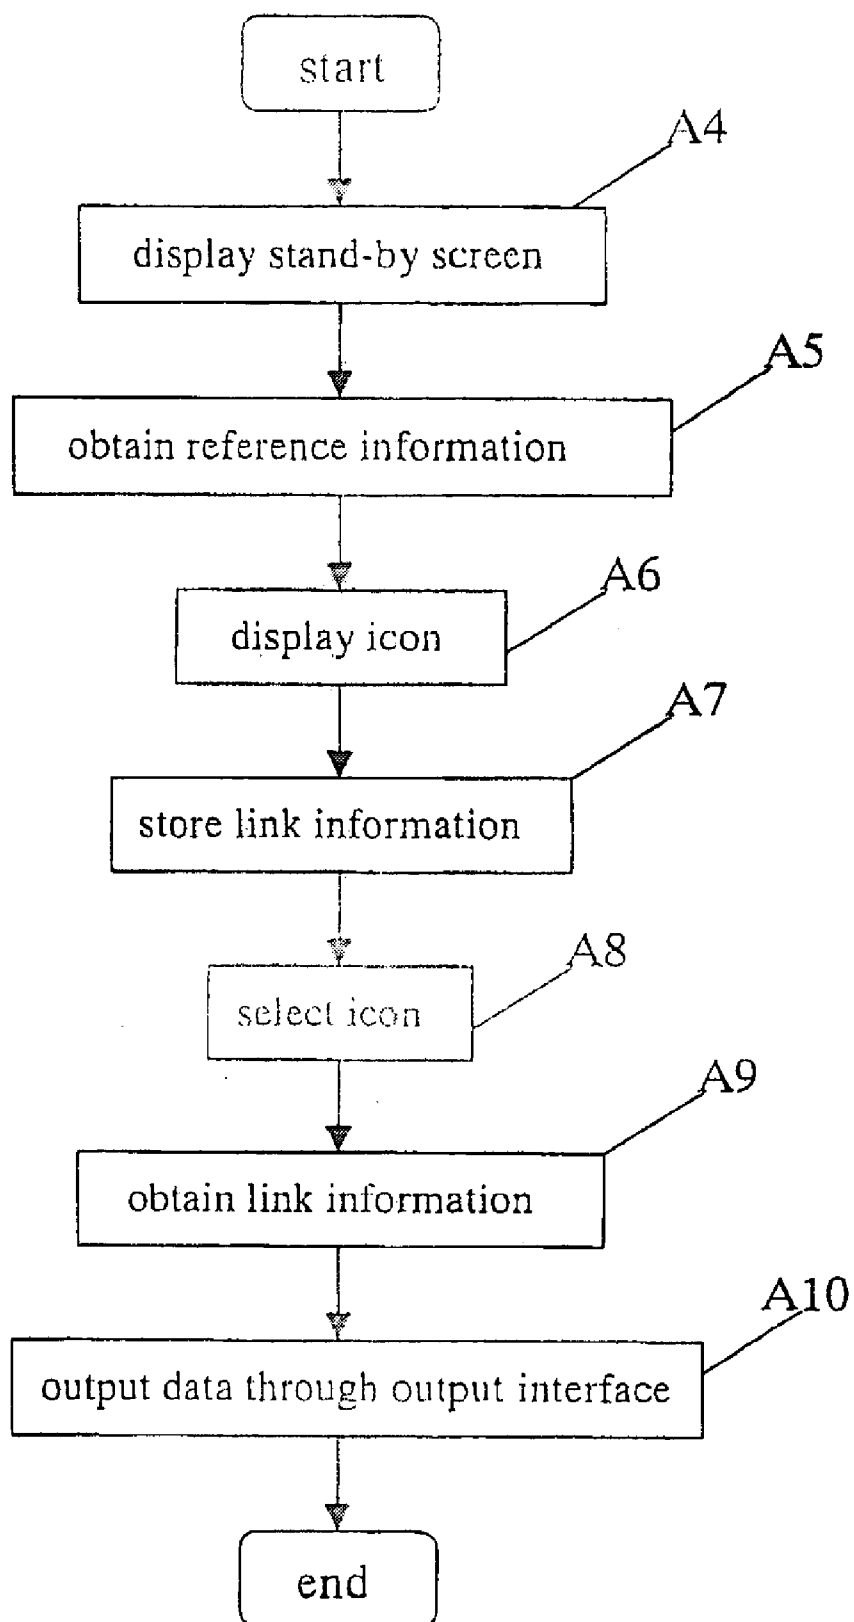 start
A4
display stand-by screen
A5
obtain reference information
A6
display icon
A7
store link information
A8
select icon
A9
obtain link information
A10
output data through output interface
end